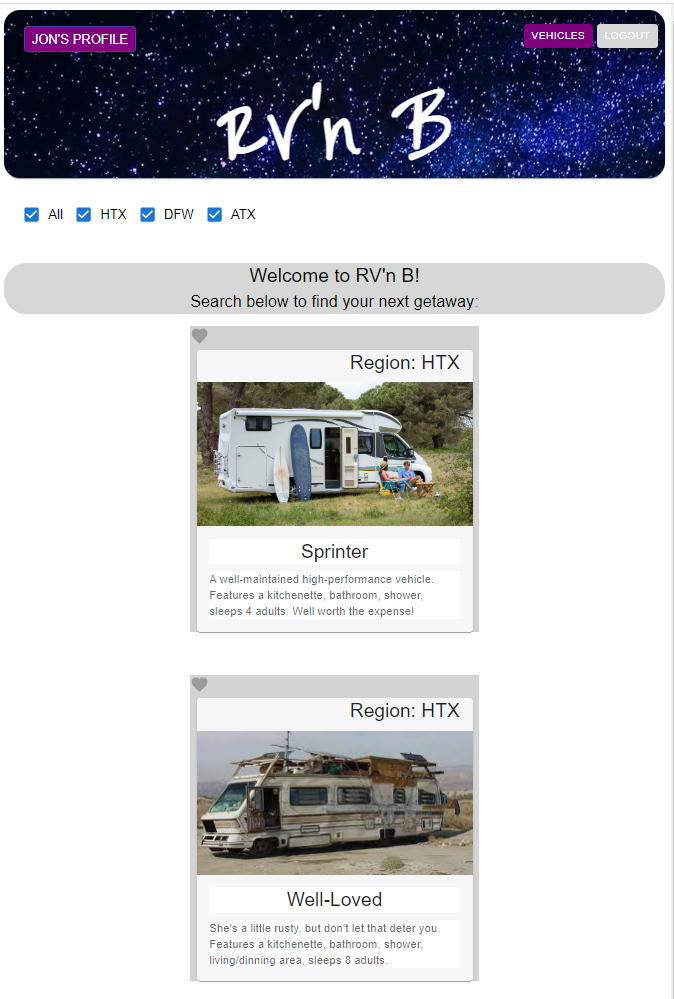 JON'S PROFILE
VEHICLES
LOGOUT
RV'n B
All
HTX
DFW
ATX
Welcome to RV'n B!
Search below to find your next getaway:
Region: HTX
Sprinter
A well-maintained high-performance vehicle.
Features a kitchenette, bathroom, shower,
sleeps 4 adults. Well worth the expense!
Region: HTX
Well-Loved
She's a little rusty, but don't let that deter you.
Features a kitchenette, bathroom, shower,
living/dinning area, sleeps 8 adults.